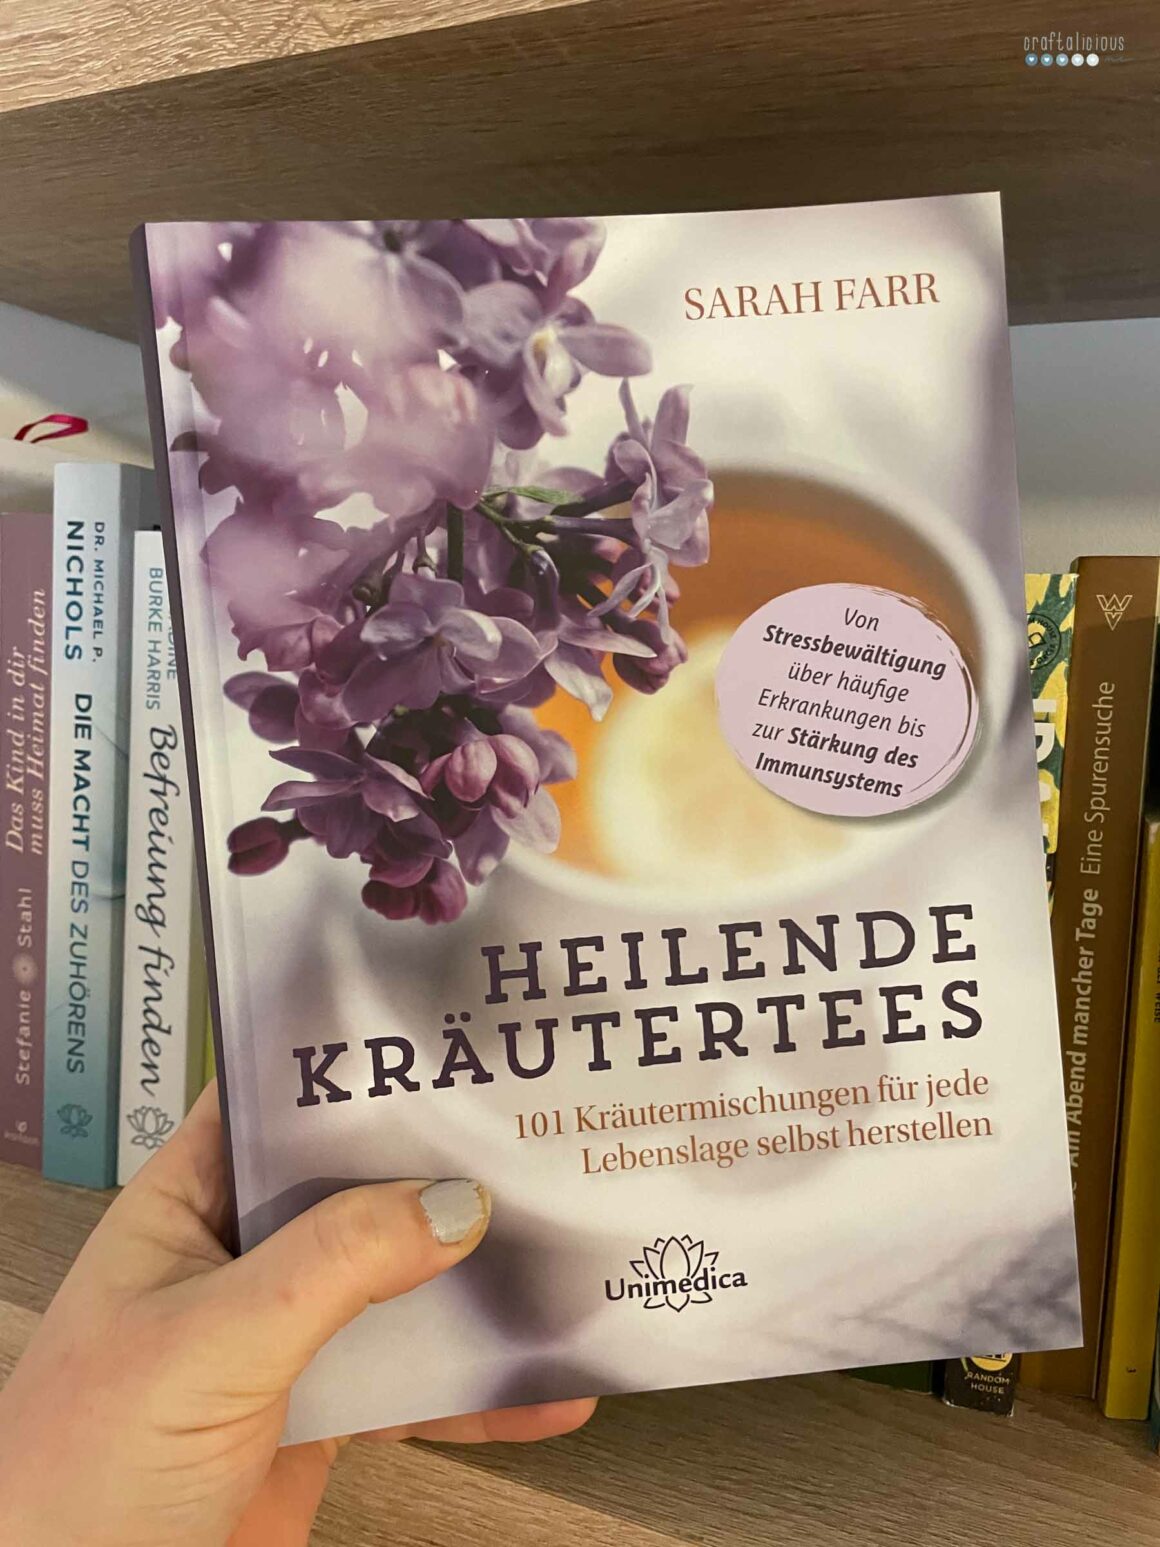 craftalicious
SARAH FARR
Von
Stressbewältigung
über häufige
Erkrankungen bis
zur Stärkung des
Immunsystems
HEILENDE
KRÄUTERTEES
101 Kräutermischungen für jede
Lebenslage selbst herstellen
Unimedica
Stefanie Stahl
Das Kind in dir
muss Heimat finden
DR. MICHAEL P.
NICHOLS
DIE MACHT DES ZUHÖRENS
BURKE HARRIS
Befreiung finden
Am Abend mancher Tage Eine Spurensuche
RANDOM
HOUSE
3